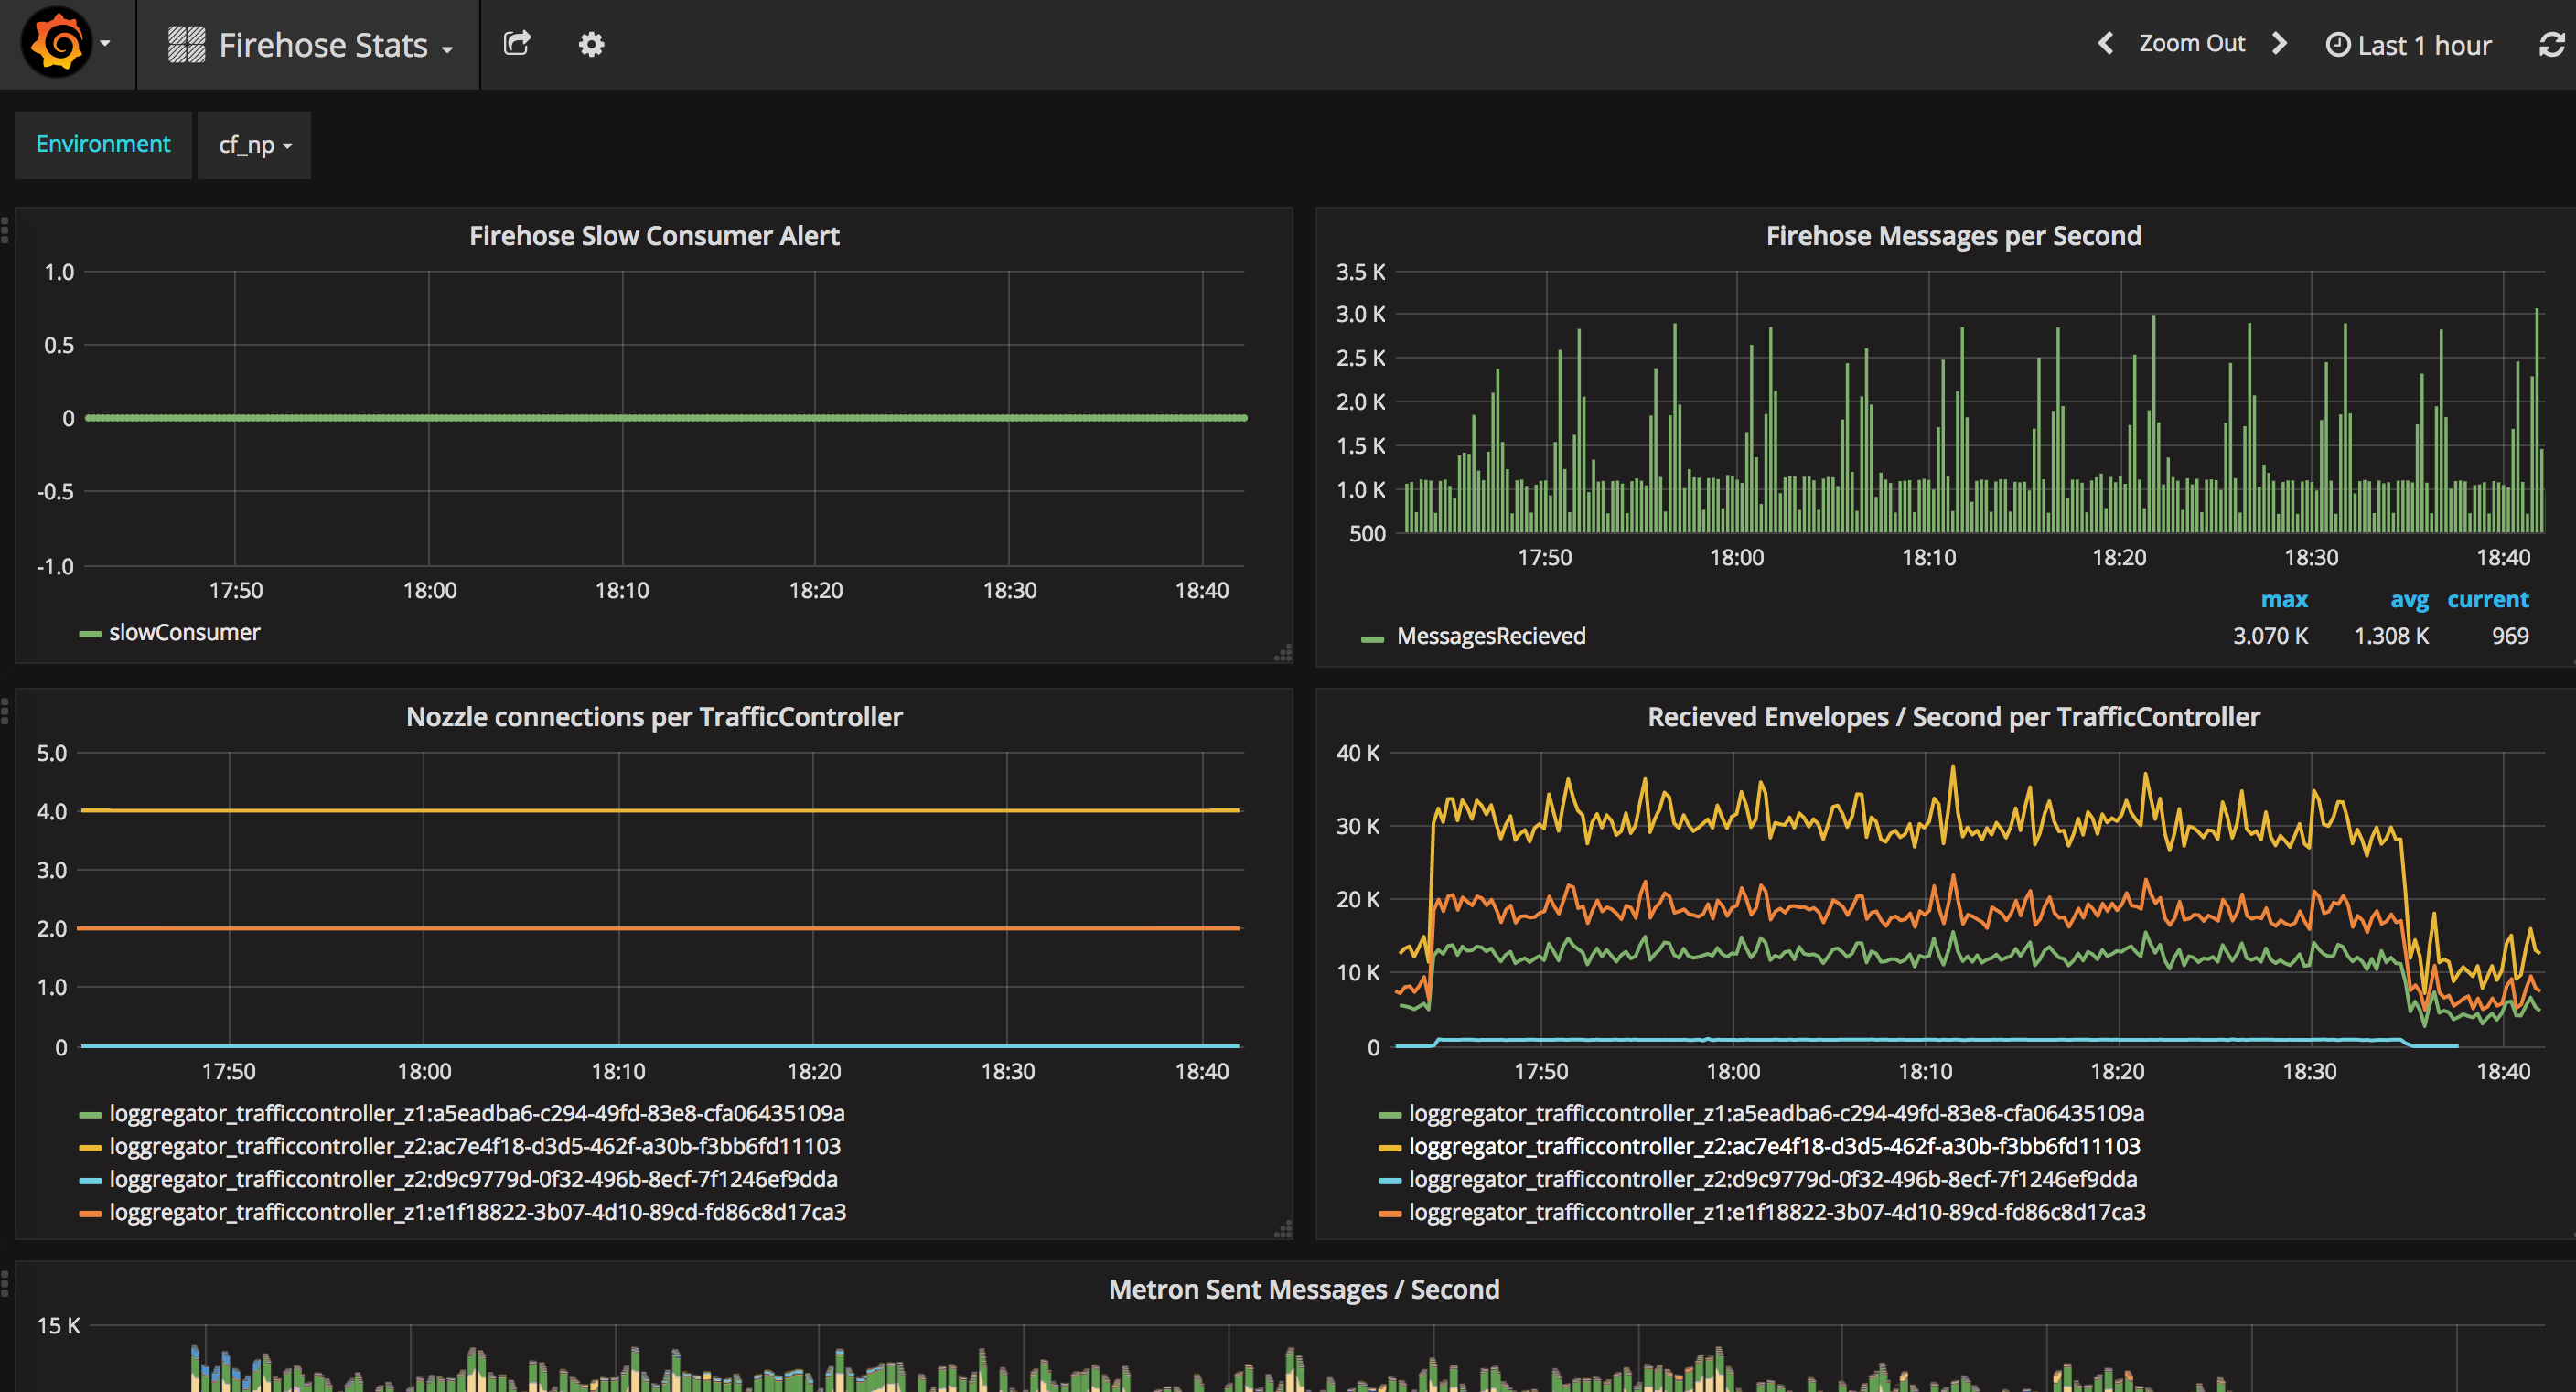 Firehose Stats
Zoom Out
Last 1 hour
Environment
cf_np
Firehose Slow Consumer Alert
1.0
0.5
0
-0.5
-1.0
17:50 18:00 18:10 18:20 18:30 18:40
slowConsumer
Firehose Messages per Second
3.5 K
3.0 K
2.5 K
2.0 K
1.5 K
1.0 K
500
17:50 18:00 18:10 18:20 18:30 18:40
max avg current
MessagesRecieved 3.070 K 1.308 K 969
Nozzle connections per TrafficController
5.0
4.0
3.0
2.0
1.0
0
17:50 18:00 18:10 18:20 18:30 18:40
loggregator_trafficcontroller_z1:a5eadba6-c294-49fd-83e8-cfa06435109a
loggregator_trafficcontroller_z2:ac7e4f18-d3d5-462f-a30b-f3bb6fd11103
loggregator_trafficcontroller_z2:d9c9779d-0f32-496b-8ecf-7f1246ef9dda
loggregator_trafficcontroller_z1:e1f18822-3b07-4d10-89cd-fd86c8d17ca3
Recieved Envelopes / Second per TrafficController
40 K
30 K
20 K
10 K
0
17:50 18:00 18:10 18:20 18:30 18:40
loggregator_trafficcontroller_z1:a5eadba6-c294-49fd-83e8-cfa06435109a
loggregator_trafficcontroller_z2:ac7e4f18-d3d5-462f-a30b-f3bb6fd11103
loggregator_trafficcontroller_z2:d9c9779d-0f32-496b-8ecf-7f1246ef9dda
loggregator_trafficcontroller_z1:e1f18822-3b07-4d10-89cd-fd86c8d17ca3
Metron Sent Messages / Second
15 K